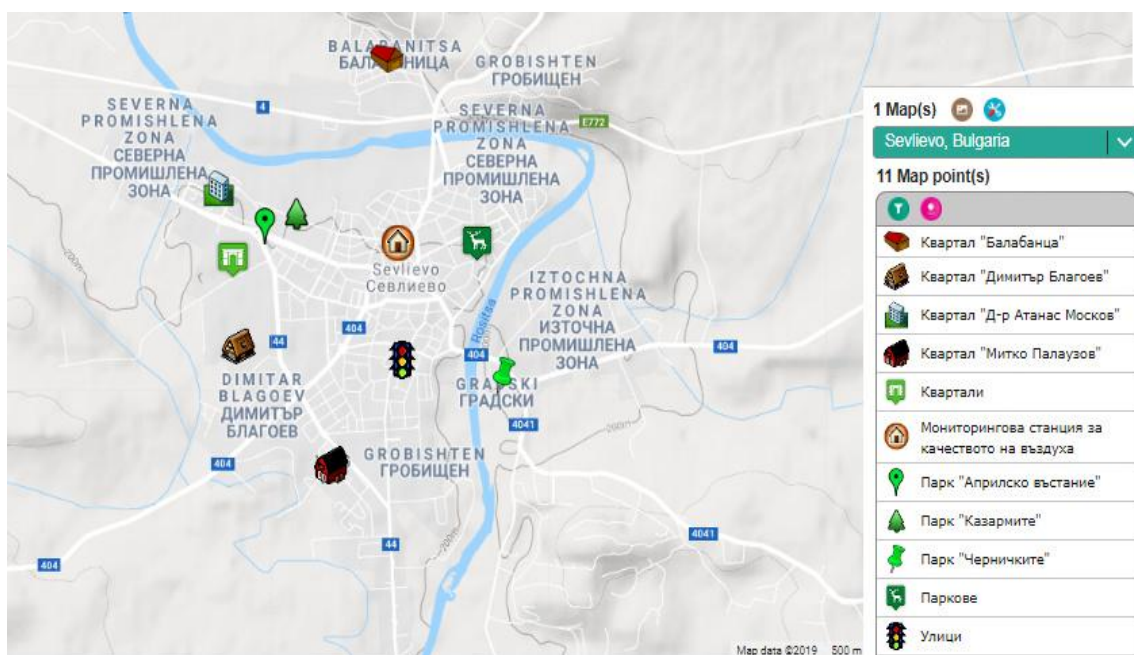 BALABANITSA
SEVERNA
PROMISHLENA
ZONA
СЕВЕРНА
ПРОМИШЛЕНА
ЗОНА
4
GROBISHTEN
ГРОБИЩЕН
SEVERNA
PROMISHLENA
ZONA
СЕВЕРНА
ПРОМИШЛЕНА
ЗОНА
E772
200m
Sevlievo
Севлиево
Rositsa
IZTOCHNA
PROMISHLENA
ZONA
ИЗТОЧНА
ПРОМИШЛЕНА
ЗОНА
404
44
404
404
DIMITAR
BLAGOEV
ДИМИТЪР
БЛАГОЕВ
ГРАДСКИ
4041
200m
404
GROBISHTEN
ГРОБИЩЕН
404
44
200m
4041
Map data ©2019 500 m
1 Map(s)
Sevlievo, Bulgaria
11 Map point(s)
Квартал "Балабанца"
Квартал "Димитър Благоев"
Квартал "Д-р Атанас Москов"
Квартал "Митко Палаузов"
Квартали
Мониторингова станция за
качеството на въздуха
Парк "Априлско въстание"
Парк "Казармите"
Парк "Черничките"
Паркове
Улици